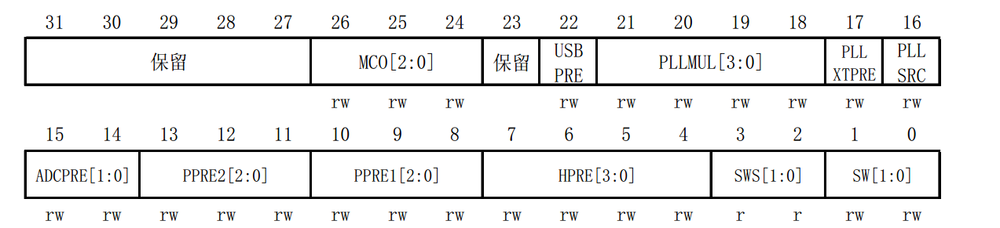 31 30 29 28 27 26 25 24 23 22 21 20 19 18 17 16
保留 MCO[2:0] 保留 USB PRE PLLMUL[3:0] PLL XTPRE PLL SRC
rw rw rw rw rw rw rw rw rw rw
15 14 13 12 11 10 9 8 7 6 5 4 3 2 1 0
ADCPRE[1:0] PPRE2[2:0] PPRE1[2:0] HPRE[3:0] SWS[1:0] SW[1:0]
rw rw rw rw rw rw rw rw rw rw rw rw r r rw rw